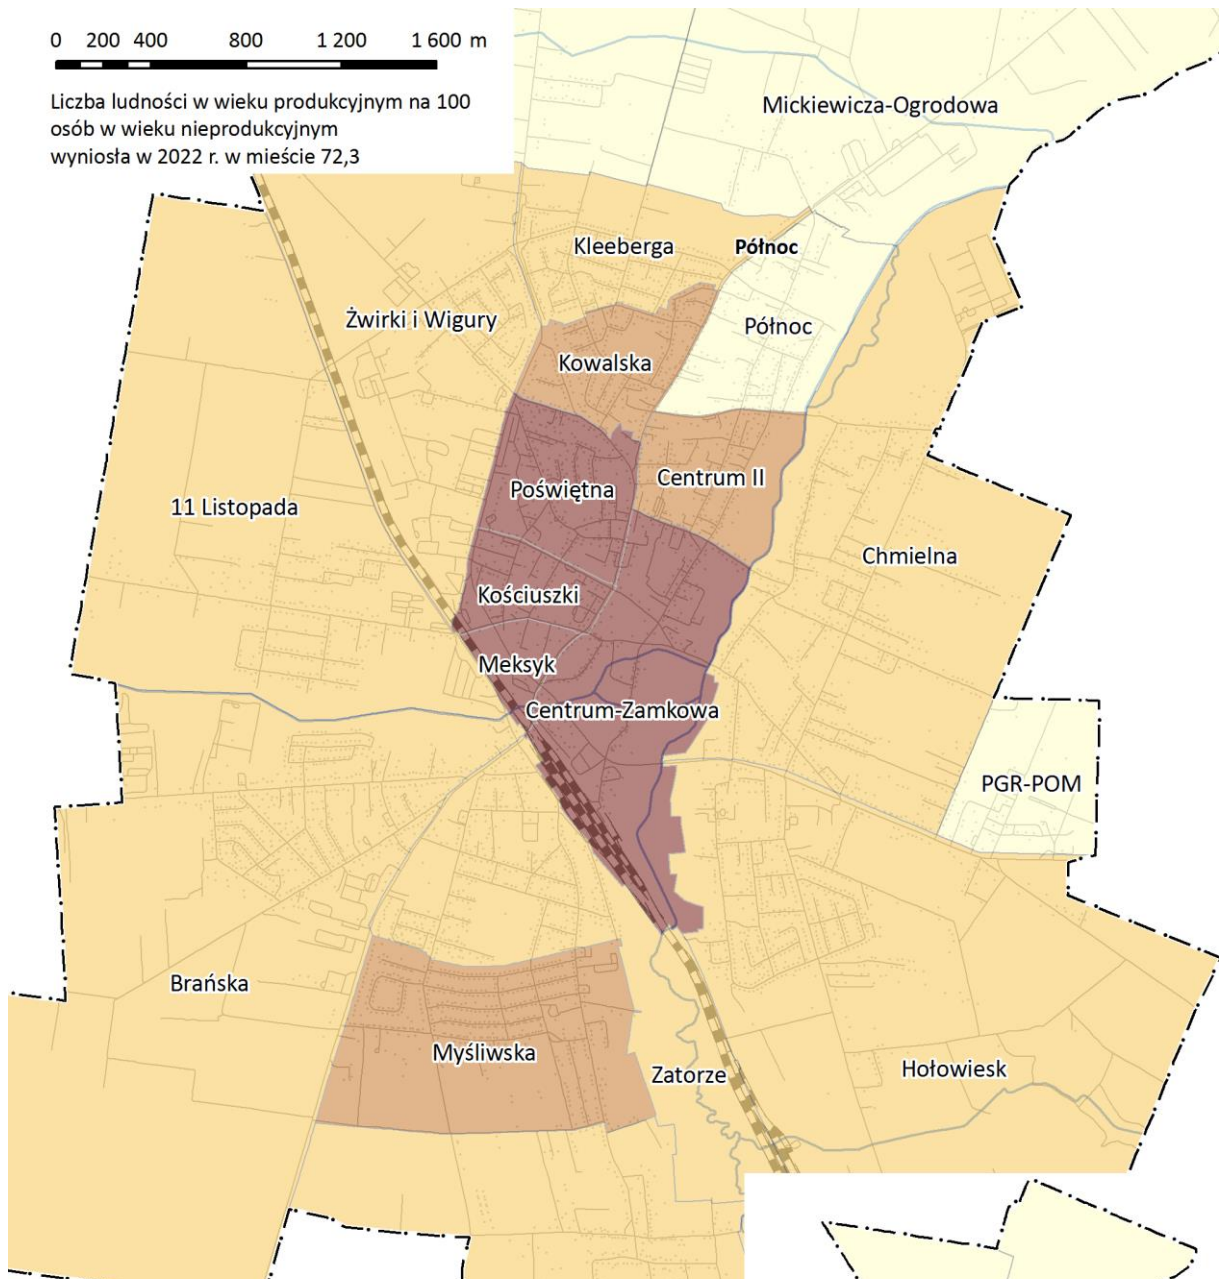 0 200 400 800 1 200 1 600 m
Liczba ludności w wieku produkcyjnym na 100
osób w wieku nieprodukcyjnym
wyniosła w 2022 r. w mieście 72,3
Mickiewicza-Ogrodowa
Kleeberga
Północ
Żwirki i Wigury
Północ
Kowalska
Poświętna
Centrum II
11 Listopada
Chmielna
Kościuszki
Meksyk
Centrum-Zamkowa
PGR-POM
Brańska
Myśliwska
Zatorze
Hołowiesk